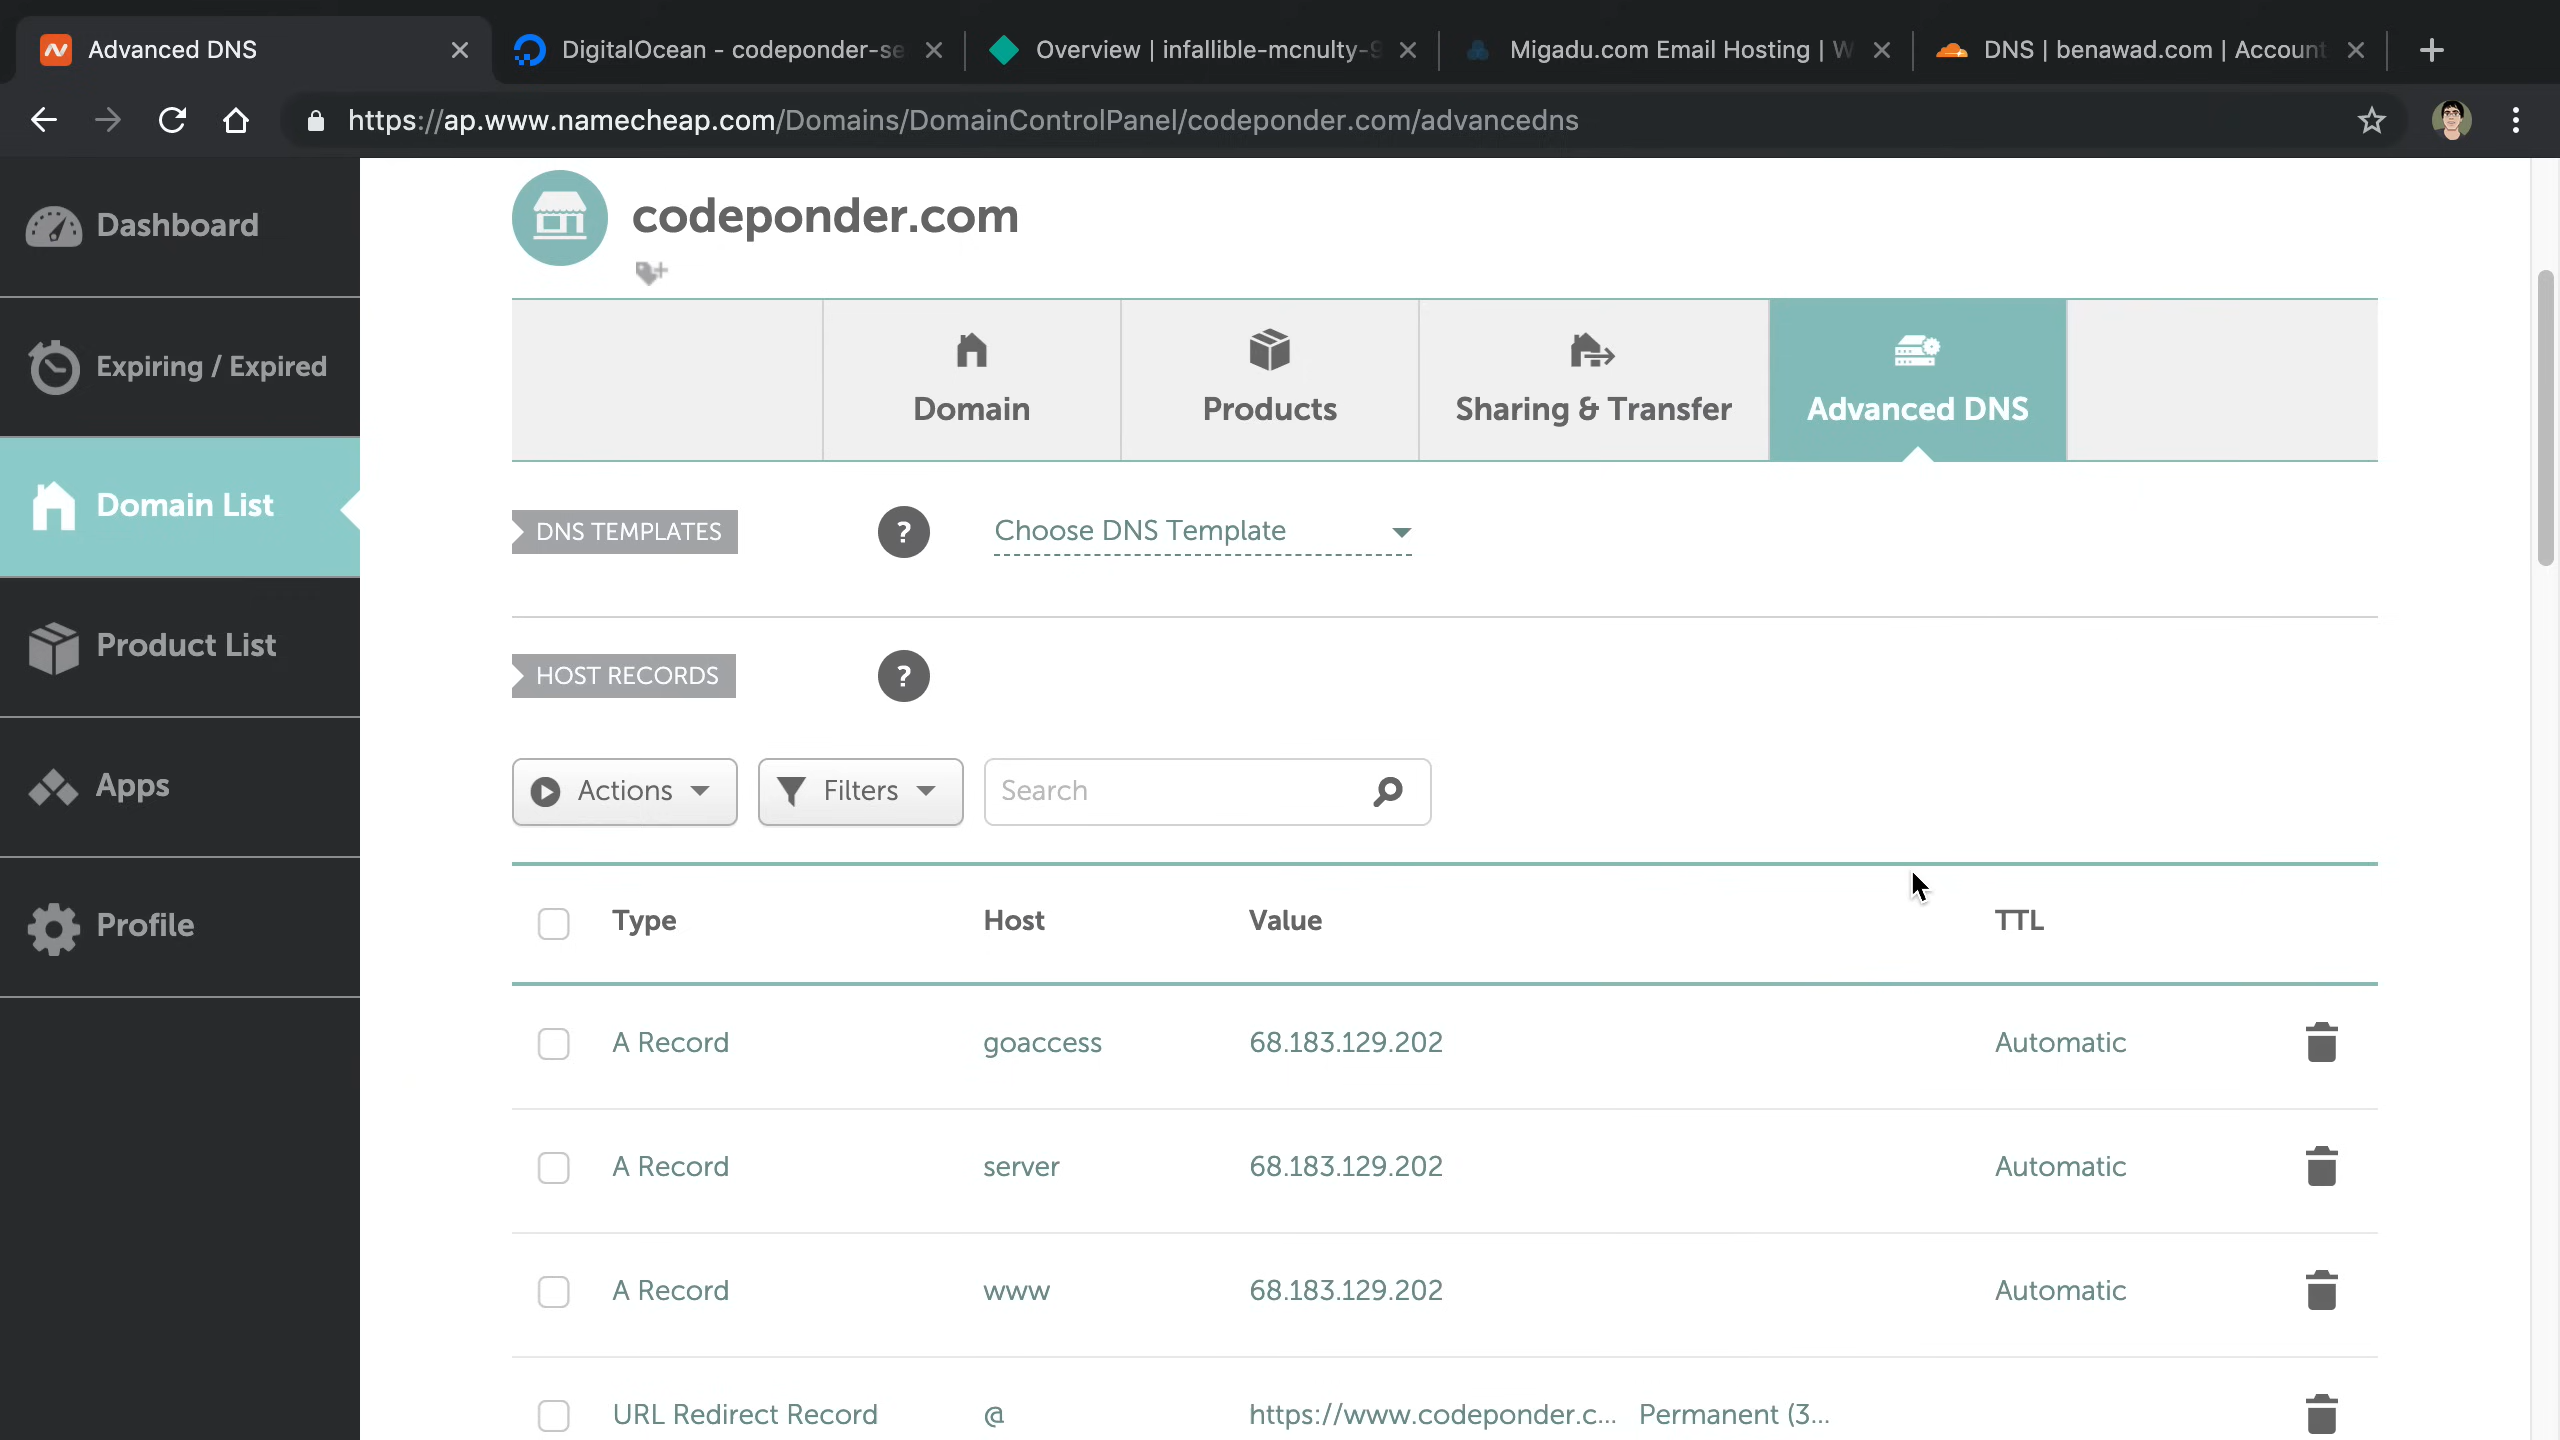 Advanced DNS
DigitalOcean - codeponder-se
Overview | infallible-mcnulty-9
Migadu.com Email Hosting | W
DNS | benawad.com | Account
https://ap.www.namecheap.com/Domains/DomainControlPanel/codeponder.com/advancedns
Dashboard
Expiring / Expired
Domain List
Product List
Apps
Profile
codeponder.com
Domain
Products
Sharing & Transfer
Advanced DNS
DNS TEMPLATES ? Choose DNS Template
HOST RECORDS ?
Actions Filters Search
Type Host Value TTL
A Record goaccess 68.183.129.202 Automatic
A Record server 68.183.129.202 Automatic
A Record www 68.183.129.202 Automatic
URL Redirect Record @ https://www.codeponder.c... Permanent (3...